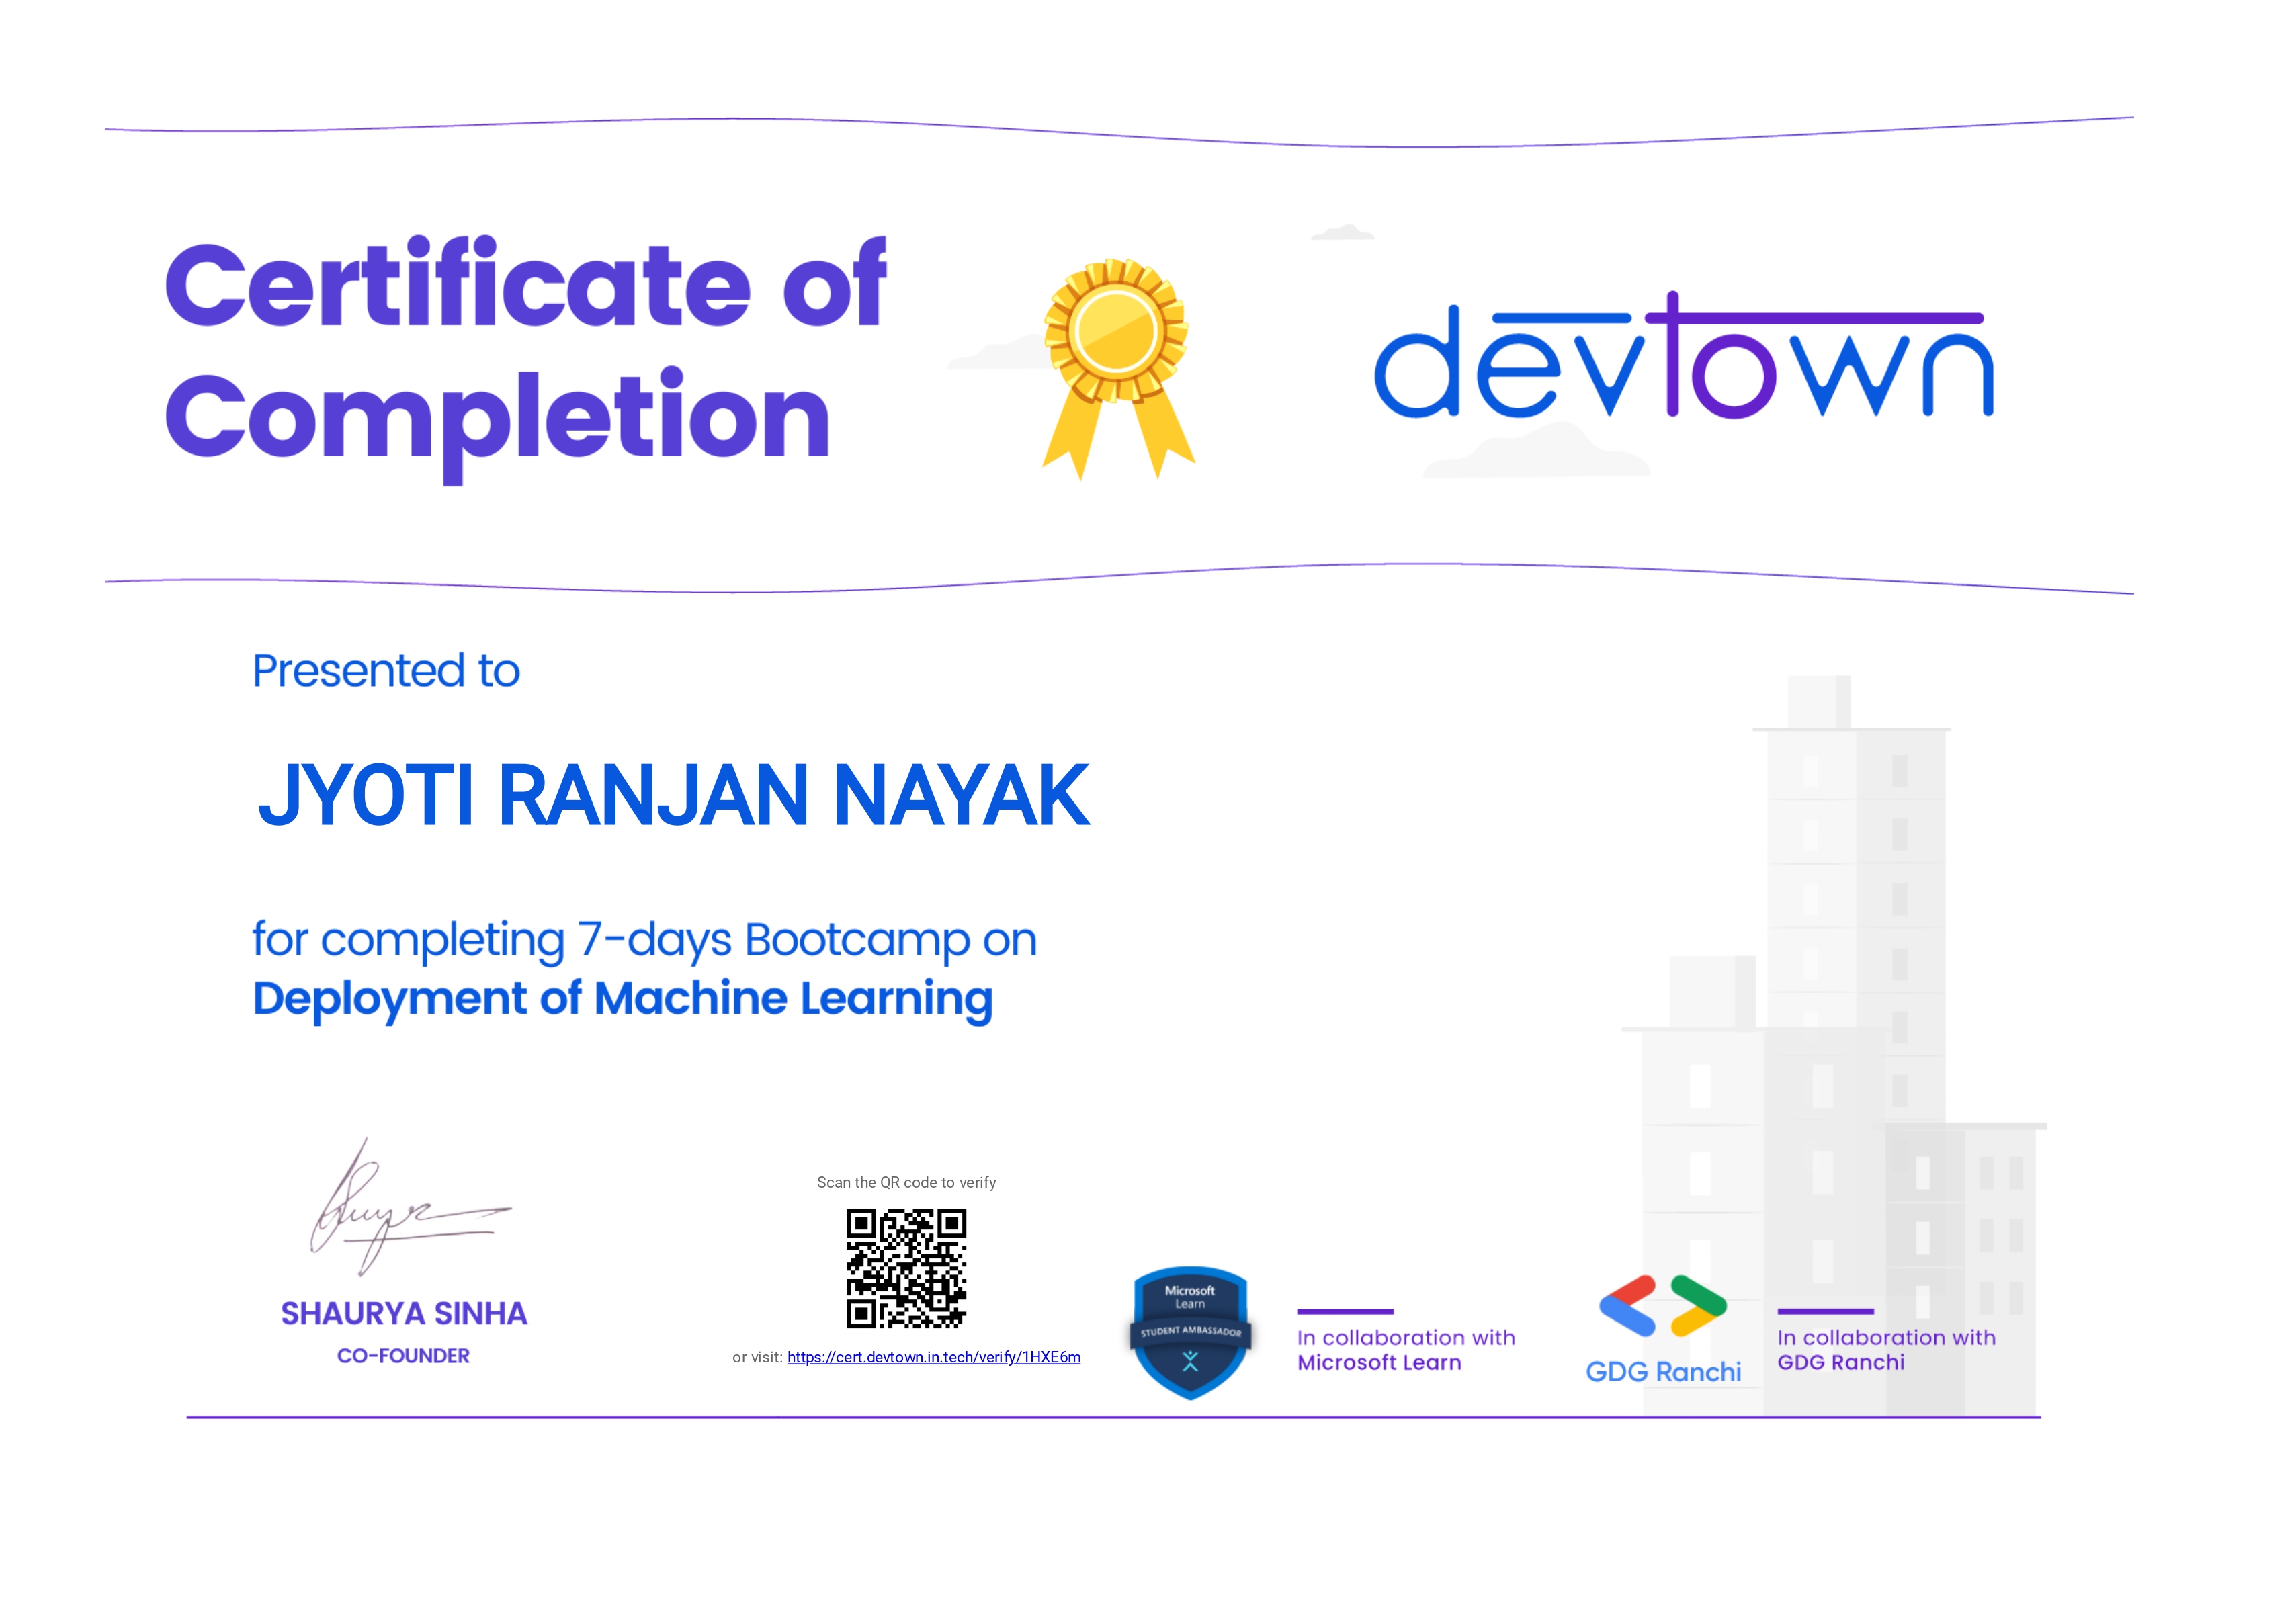 Certificate of
Completion
devtown
Presented to
JYOTI RANJAN NAYAK
for completing 7-days Bootcamp on
Deployment of Machine Learning
SHAURYA SINHA
CO-FOUNDER
Scan the QR code to verify
or visit: https://cert.devtown.in.tech/verify/1HXE6m
Microsoft
Learn
STUDENT AMBASSADOR
In collaboration with
Microsoft Learn
GDG Ranchi
In collaboration with
GDG Ranchi